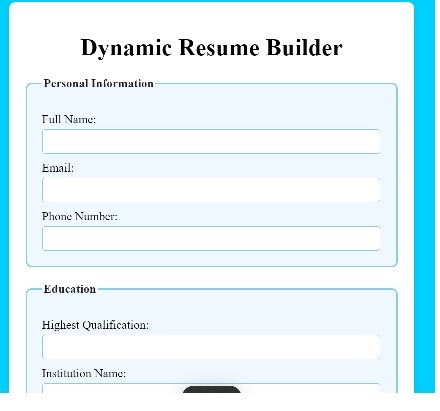 Dynamic Resume Builder
Personal Information
Full Name:
Email:
Phone Number:
Education
Highest Qualification:
Institution Name: